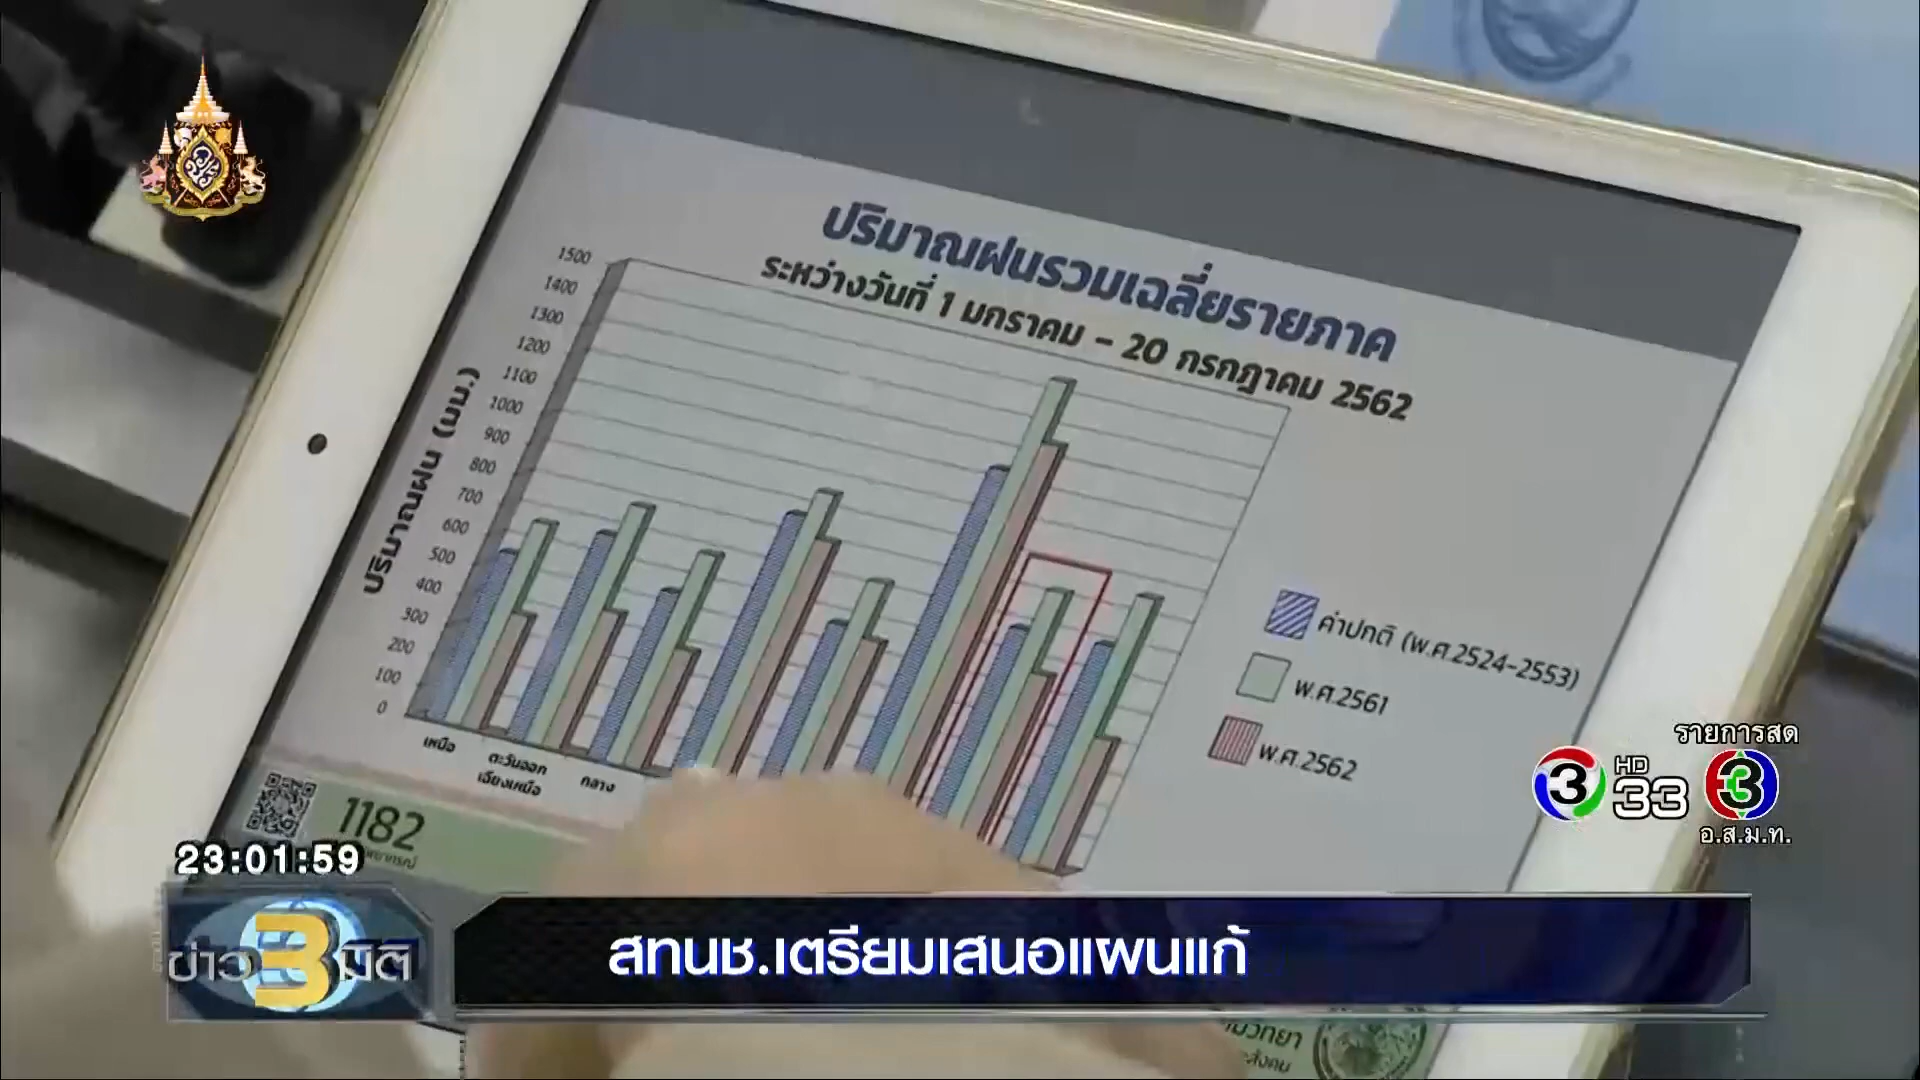 ปริมาณฝนรวมเฉลี่ยรายภาค
ระหว่างวันที่ 1 มกราคม - 20 กรกฎาคม 2562
ปริมาณฝน (มม.)
1500
1400
1300
1200
1100
1000
900
800
700
600
500
400
300
200
100
0
เหนือ
ตะวันออก
เฉียงเหนือ
กลาง
ค่าปกติ (พ.ศ.2524-2553)
พ.ศ.2561
พ.ศ.2562
1182
รายการสด
3 HD 33 3
อ.ส.ม.ท.
23:01:59
ข่าว 3 มิติ
สทนช.เตรียมเสนอแผนแก้